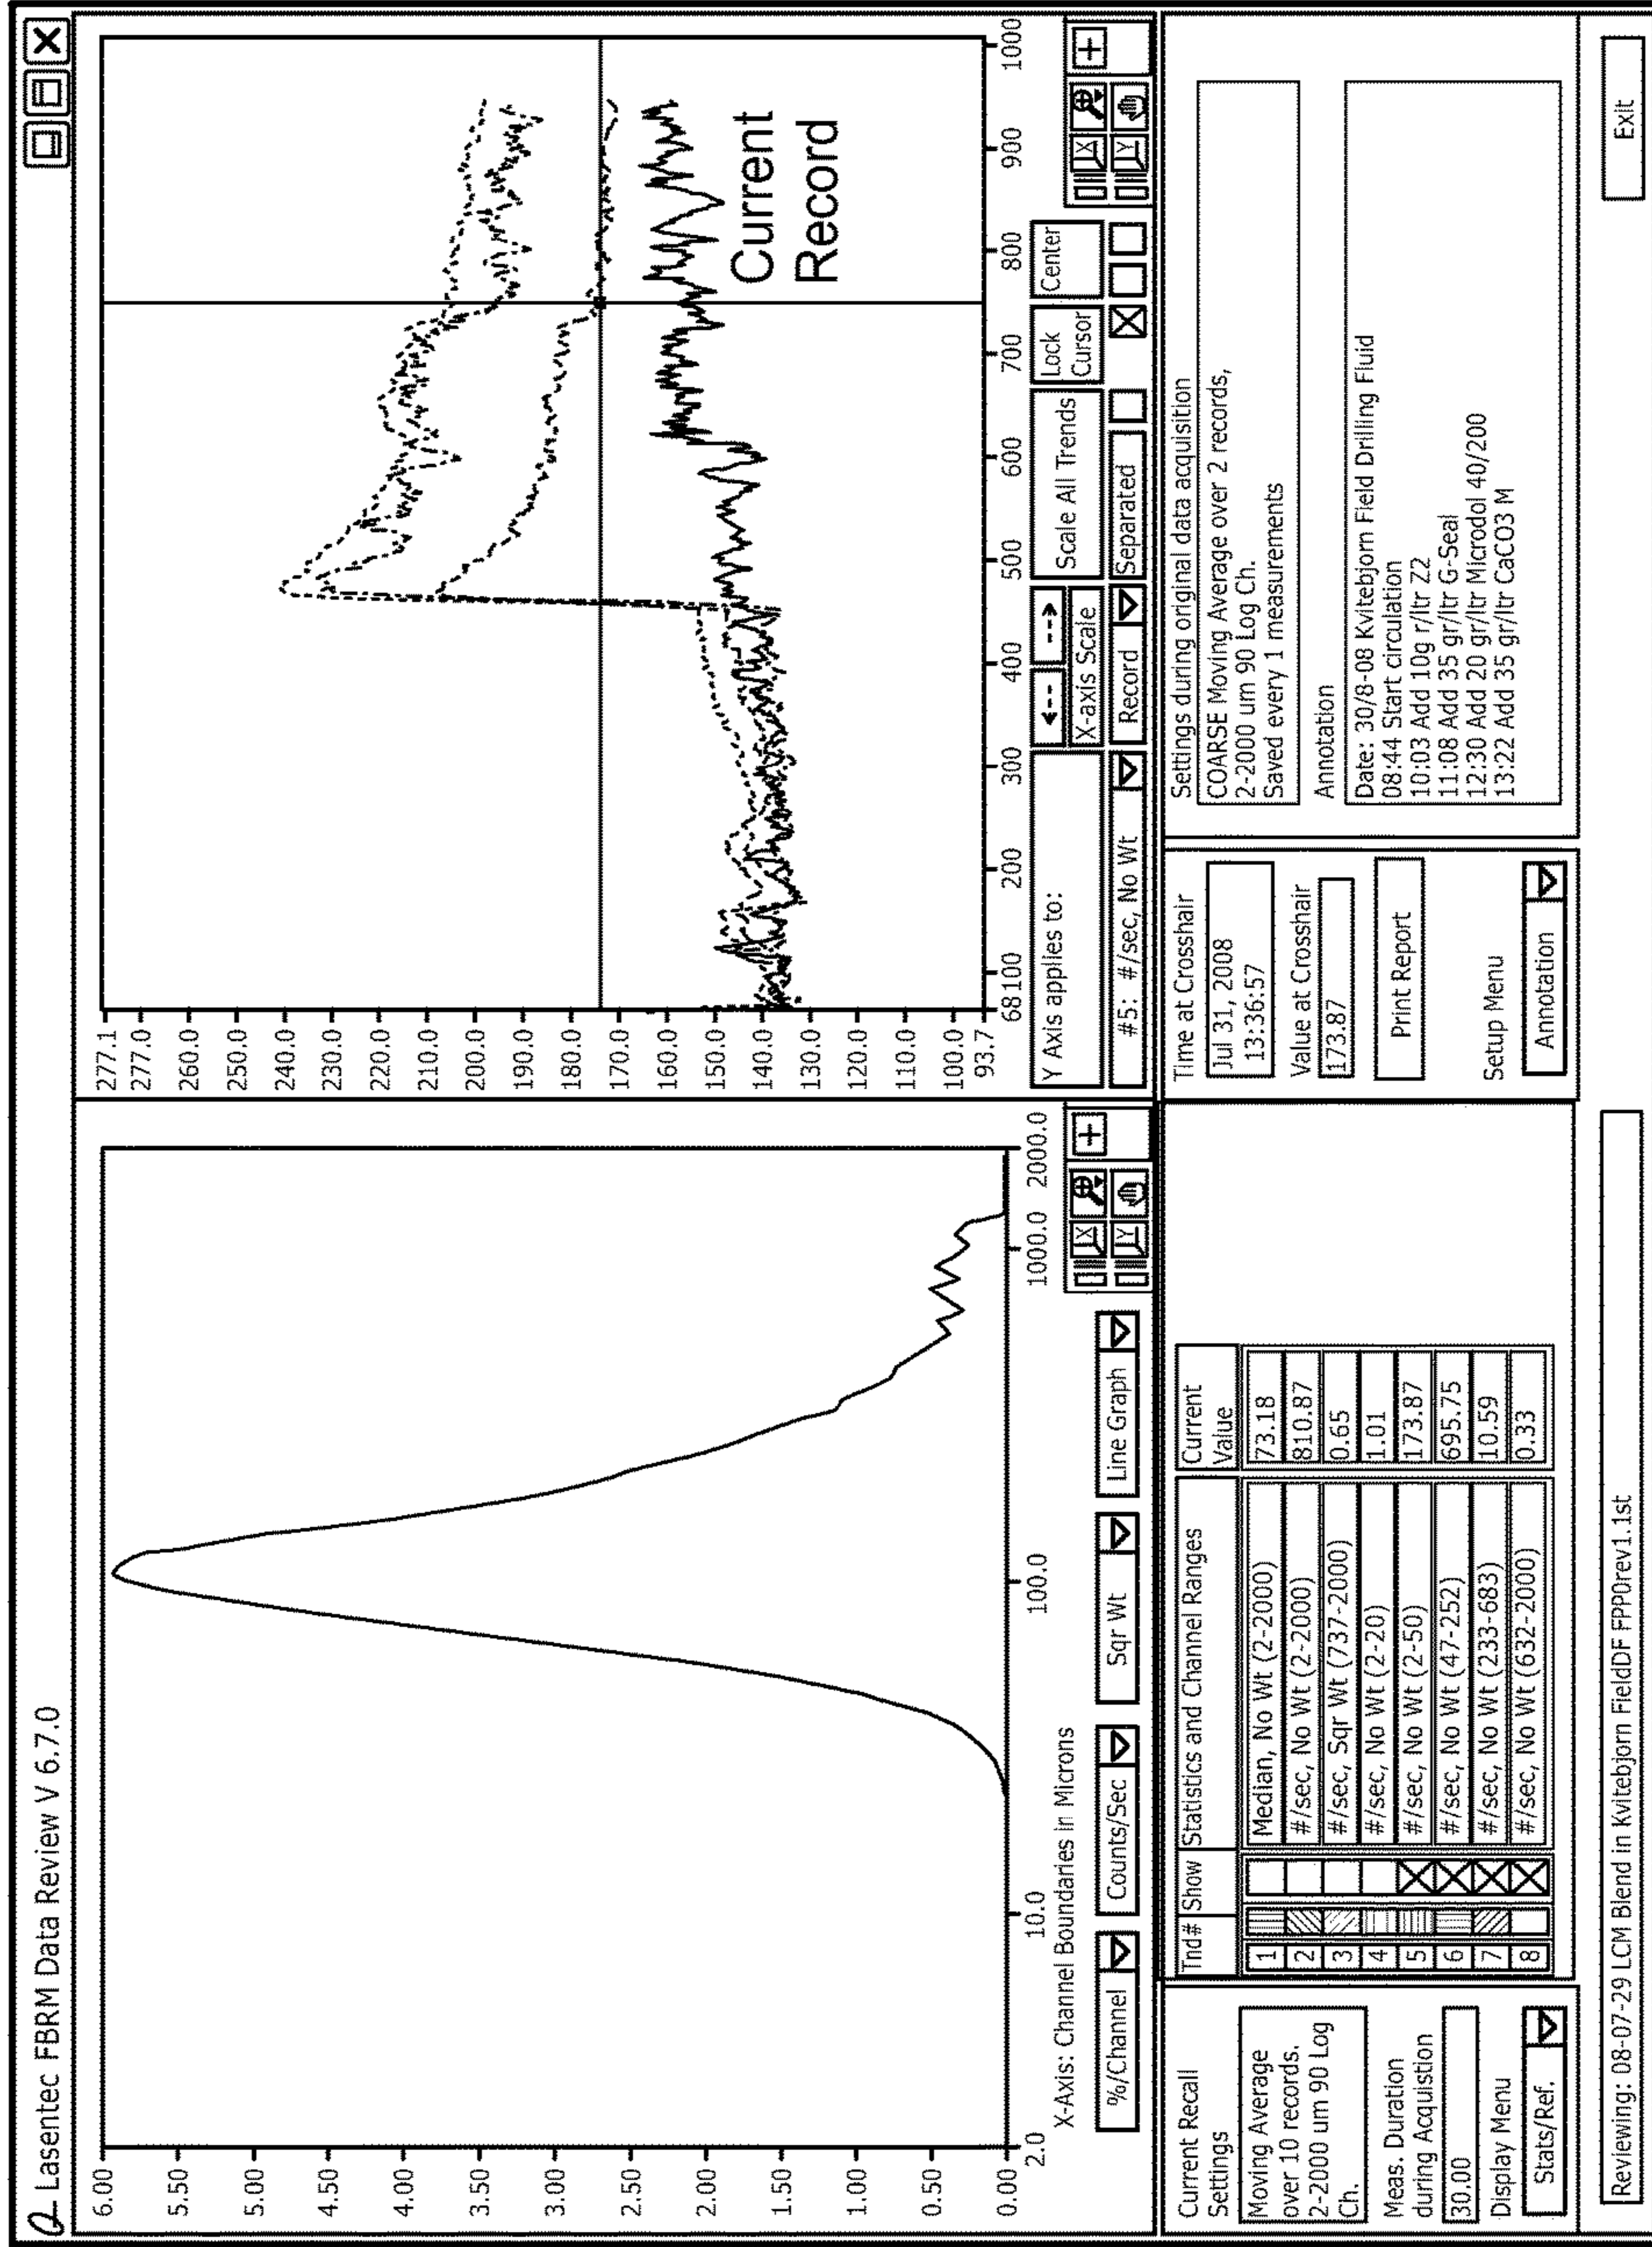 Lasentec FBRM Data Review V 6.7.0
6.00
5.50
5.00
4.50
4.00
3.50
3.00
2.50
2.00
1.50
1.00
0.50
0.00
2.0
10.0
100.0
1000.0
2000.0
X-Axis: Channel Boundaries in Microns
%/Channel
Counts/Sec
Sqr Wt
Line Graph
X
Y
277.1
277.0
260.0
250.0
240.0
230.0
220.0
210.0
200.0
190.0
180.0
170.0
160.0
150.0
140.0
130.0
120.0
110.0
100.0
93.7
68 100 200 300 400 500 600 700 800 900 1000
Current
Record
Y Axis applies to:
#5: #/sec, No Wt
<--- --->
X-axis Scale
Record
Scale All Trends
Separated
Lock
Cursor
Center
X
Y
Current Recall
Settings
Moving Average
over 10 records.
2-2000 um 90 Log
Ch.
Meas. Duration
during Acquistion
30.00
Display Menu
Stats/Ref.
Tnd# Show Statistics and Channel Ranges Current
Value
1 Median, No Wt (2-2000) 73.18
2 #/sec, No Wt (2-2000) 810.87
3 #/sec, Sqr Wt (737-2000) 0.65
4 #/sec, No Wt (2-20) 1.01
5 #/sec, No Wt (2-50) 173.87
6 #/sec, No Wt (47-252) 695.75
7 #/sec, No Wt (233-683) 10.59
8 #/sec, No Wt (632-2000) 0.33
Time at Crosshair
Jul 31, 2008
13:36:57
Value at Crosshair
173.87
Print Report
Setup Menu
Annotation
Settings during original data acquisition
COARSE Moving Average over 2 records,
2-2000 um 90 Log Ch.
Saved every 1 measurements
Annotation
Date: 30/8-08 Kvitebjorn Field Drilling Fluid
08:44 Start circulation
10:03 Add 10g r/ltr Z2
11:08 Add 35 gr/ltr G-Seal
12:30 Add 20 gr/ltr Microdol 40/200
13:22 Add 35 gr/ltr CaCO3 M
Reviewing: 08-07-29 LCM Blend in Kvitebjorn FieldDF FPP0rev1.1st
Exit